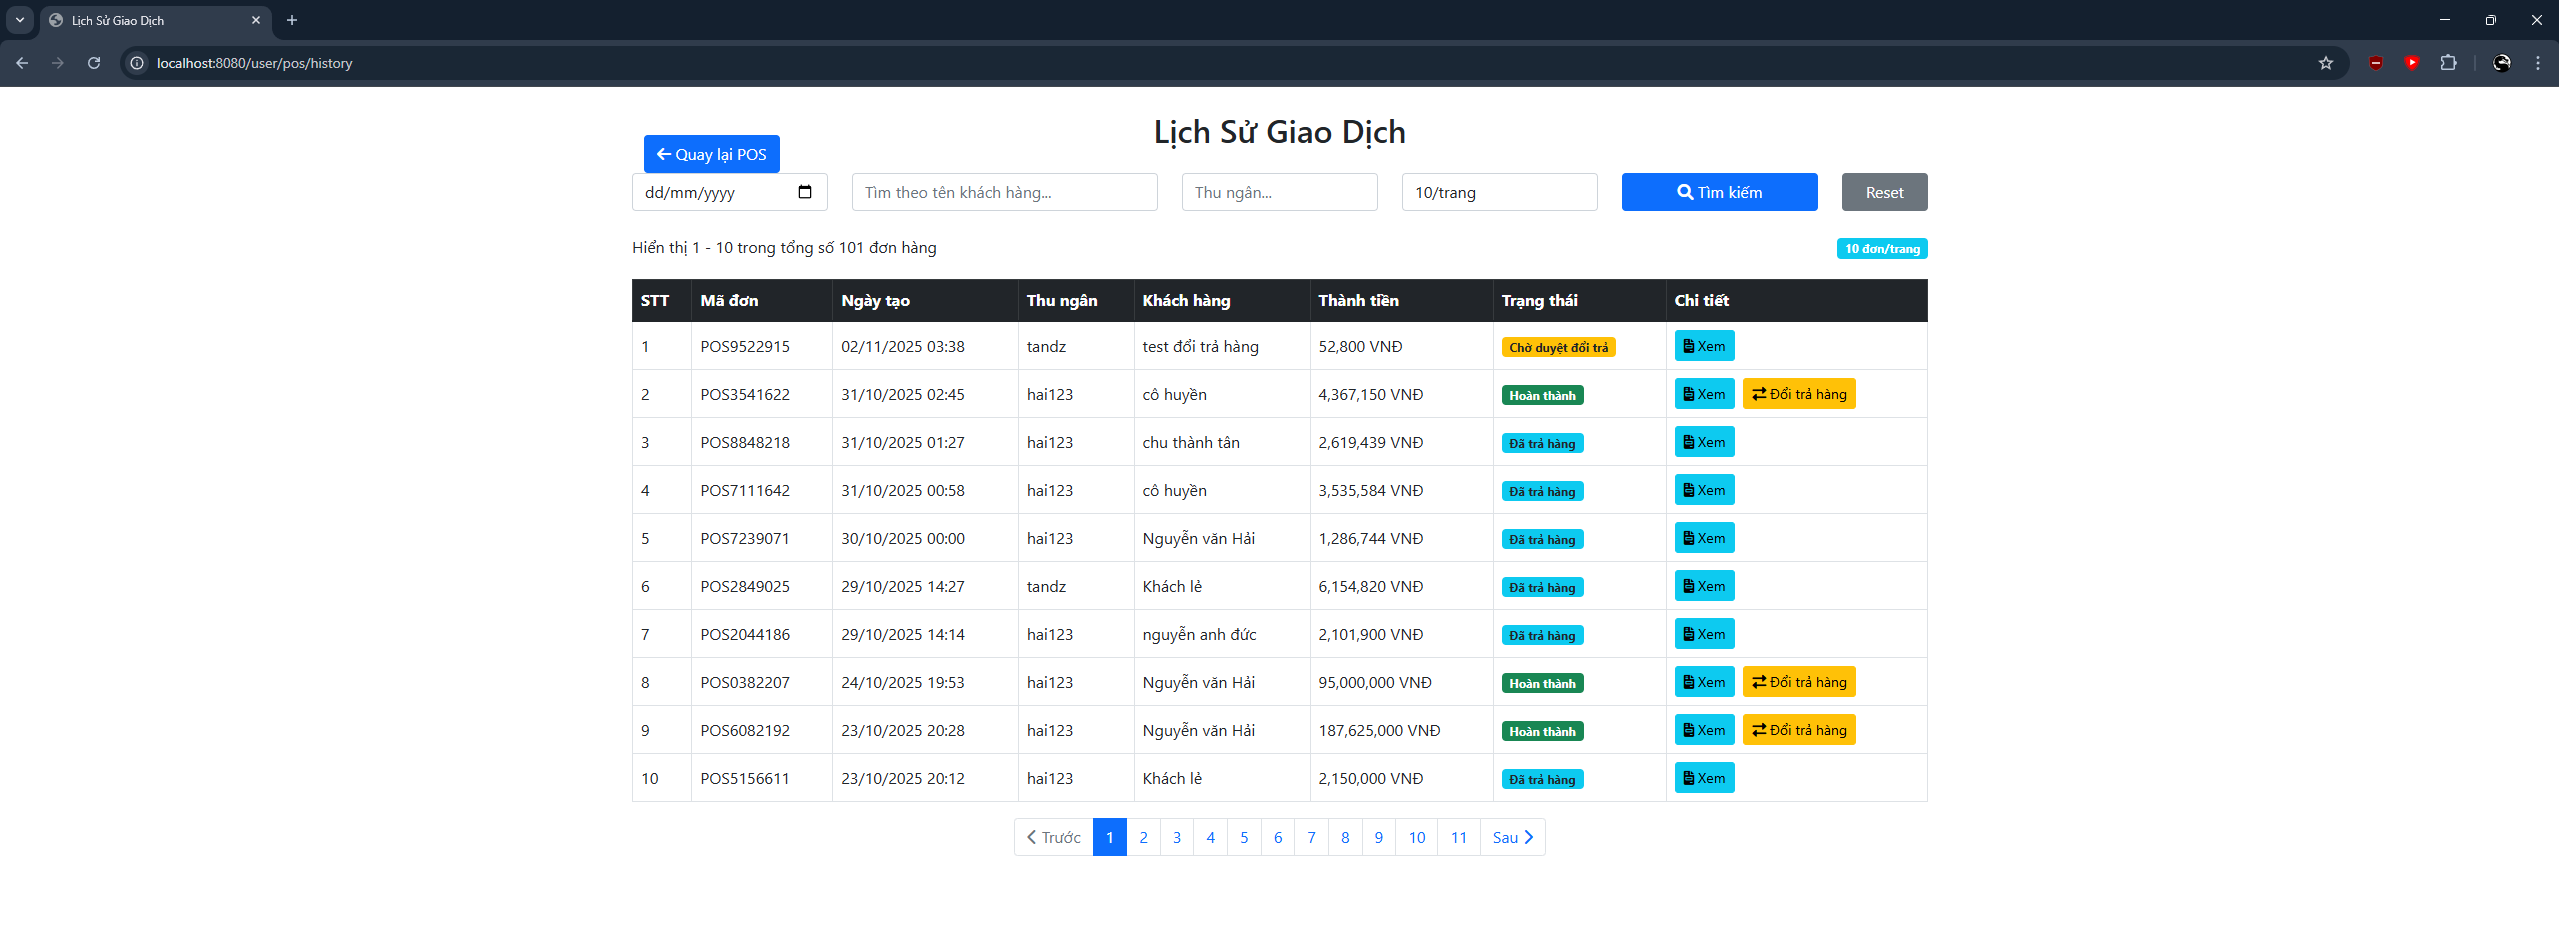 Lịch Sử Giao Dịch
localhost:8080/user/pos/history
Lịch Sử Giao Dịch
Quay lại POS
dd/mm/yyyy Tìm theo tên khách hàng... Thu ngân... 10/trang Tìm kiếm Reset
Hiển thị 1 - 10 trong tổng số 101 đơn hàng 10 đơn/trang
STT Mã đơn Ngày tạo Thu ngân Khách hàng Thành tiền Trạng thái Chi tiết
1 POS9522915 02/11/2025 03:38 tandz test đổi trả hàng 52,800 VNĐ Chờ duyệt đổi trả Xem
2 POS3541622 31/10/2025 02:45 hai123 cô huyền 4,367,150 VNĐ Hoàn thành Xem Đổi trả hàng
3 POS8848218 31/10/2025 01:27 hai123 chu thành tân 2,619,439 VNĐ Đã trả hàng Xem
4 POS7111642 31/10/2025 00:58 hai123 cô huyền 3,535,584 VNĐ Đã trả hàng Xem
5 POS7239071 30/10/2025 00:00 hai123 Nguyễn văn Hải 1,286,744 VNĐ Đã trả hàng Xem
6 POS2849025 29/10/2025 14:27 tandz Khách lẻ 6,154,820 VNĐ Đã trả hàng Xem
7 POS2044186 29/10/2025 14:14 hai123 nguyễn anh đức 2,101,900 VNĐ Đã trả hàng Xem
8 POS0382207 24/10/2025 19:53 hai123 Nguyễn văn Hải 95,000,000 VNĐ Hoàn thành Xem Đổi trả hàng
9 POS6082192 23/10/2025 20:28 hai123 Nguyễn văn Hải 187,625,000 VNĐ Hoàn thành Xem Đổi trả hàng
10 POS5156611 23/10/2025 20:12 hai123 Khách lẻ 2,150,000 VNĐ Đã trả hàng Xem
Trước 1 2 3 4 5 6 7 8 9 10 11 Sau